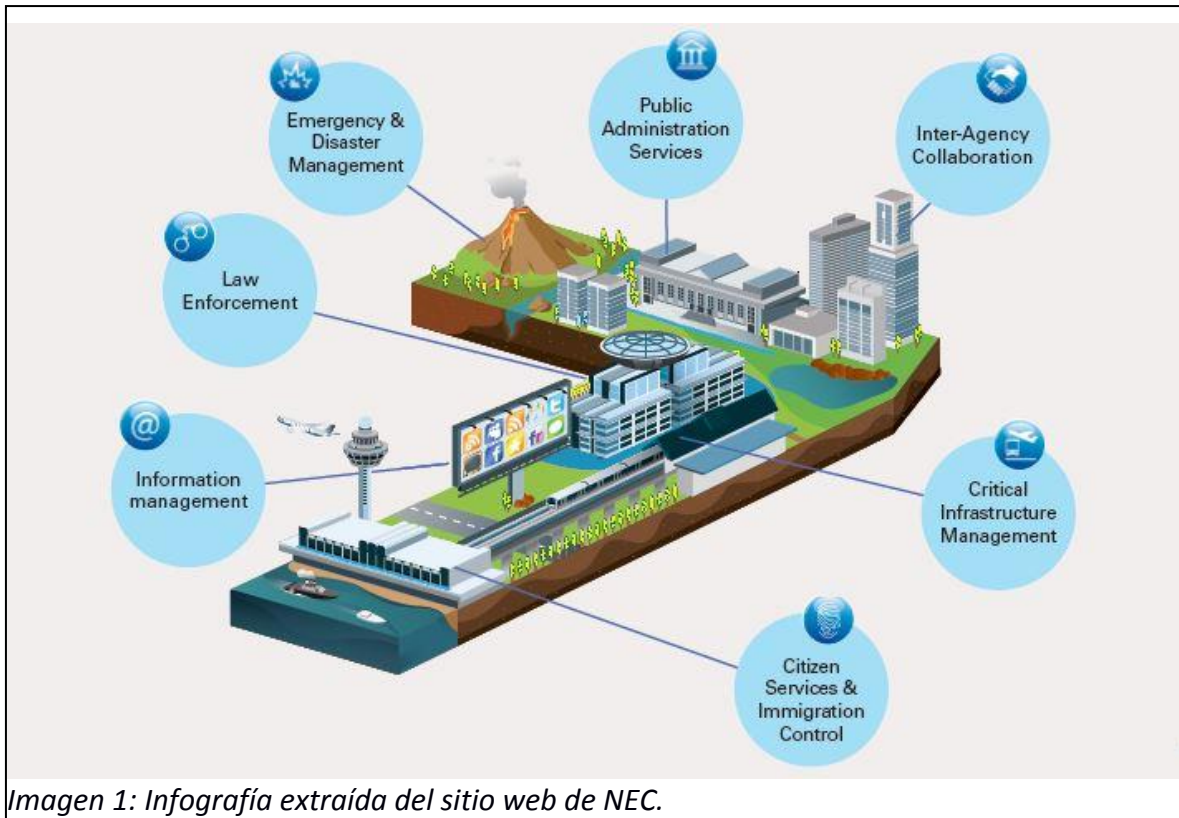 Emergency &
Disaster
Management
Public
Administration
Services
Inter-Agency
Collaboration
Law
Enforcement
@
Information
management
Critical
Infrastructure
Management
Citizen
Services &
Immigration
Control
Imagen 1: Infografía extraída del sitio web de NEC.